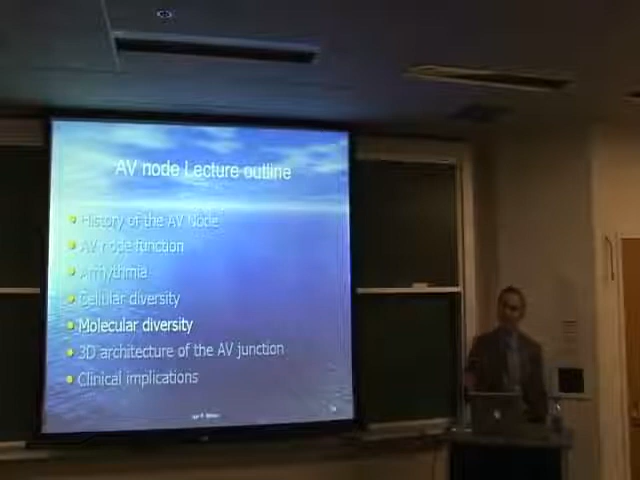 AV node Lecture outline
History of the AV Node
AV node function
Arrhythmia
Cellular diversity
Molecular diversity
3D architecture of the AV junction
Clinical implications